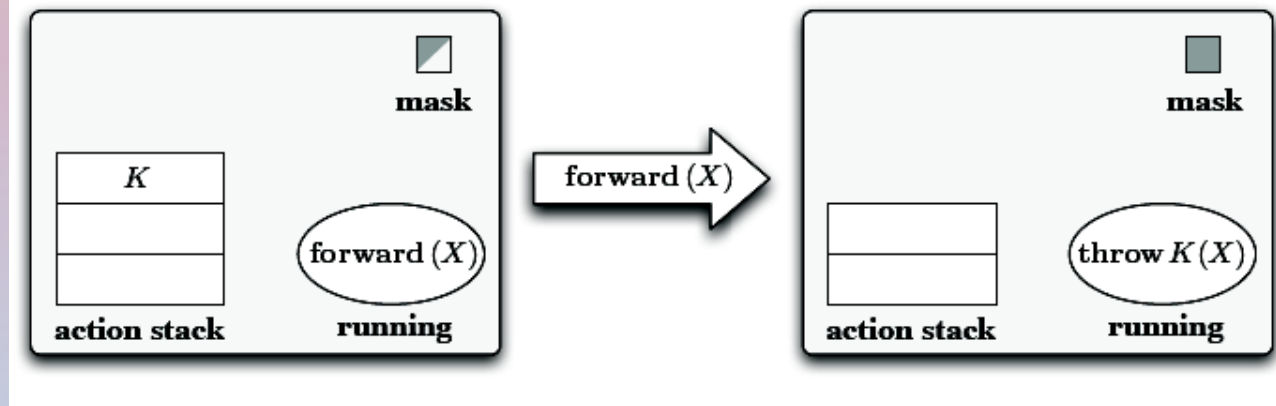 mask
K
forward (X)
action stack
running
forward (X)
mask
throw K(X)
action stack
running